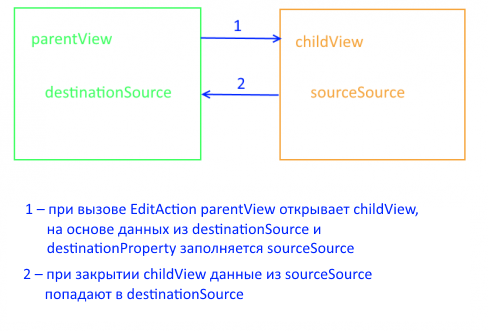 parentView
1
childView
destinationSource
2
sourceSource
1 – при вызове EditAction parentView открывает childView,
на основе данных из destinationSource и
destinationProperty заполняется sourceSource
2 – при закрытии childView данные из sourceSource
попадают в destinationSource